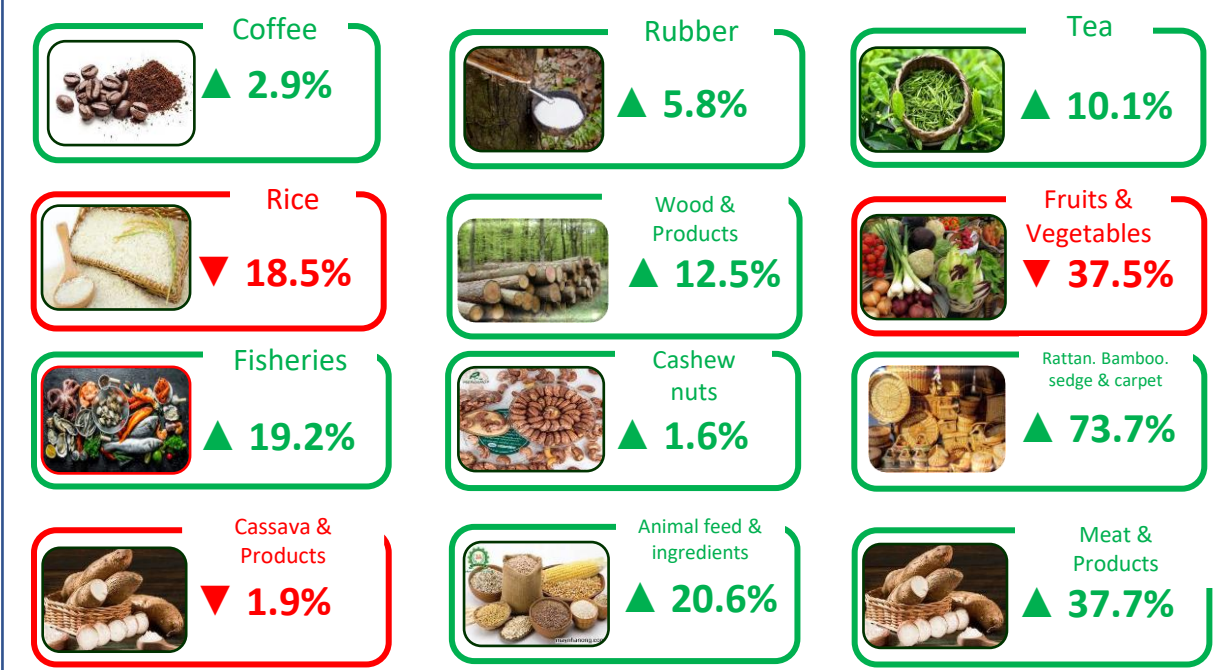 Coffee
▲ 2.9%
Rubber
▲ 5.8%
Tea
▲ 10.1%
Rice
▼ 18.5%
Wood &
Products
▲ 12.5%
Fruits &
Vegetables
▼ 37.5%
Fisheries
▲ 19.2%
Cashew
nuts
▲ 1.6%
Rattan. Bamboo.
sedge & carpet
▲ 73.7%
Cassava &
Products
▼ 1.9%
Animal feed &
ingredients
▲ 20.6%
Meat &
Products
▲ 37.7%